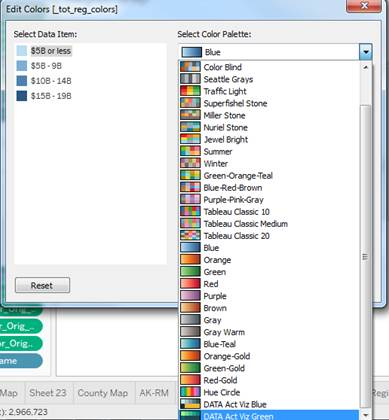 Edit Colors [_tot_reg_colors]
Select Data Item:
$5B or less
$5B - 9B
$10B - 14B
$15B - 19B
Select Color Palette:
Blue
Color Blind
Seattle Grays
Traffic Light
Superfishel Stone
Miller Stone
Nuriel Stone
Jewel Bright
Summer
Winter
Green-Orange-Teal
Blue-Red-Brown
Purple-Pink-Gray
Tableau Classic 10
Tableau Classic Medium
Tableau Classic 20
Blue
Orange
Green
Red
Purple
Brown
Gray
Gray Warm
Blue-Teal
Orange-Gold
Green-Gold
Red-Gold
Hue Circle
DATA Act Viz Blue
DATA Act Viz Green
Reset
or_Orig_..
or_Orig_..
ame
Map
Sheet 23
County Map
AK-RM
Regi
): 2,966,723